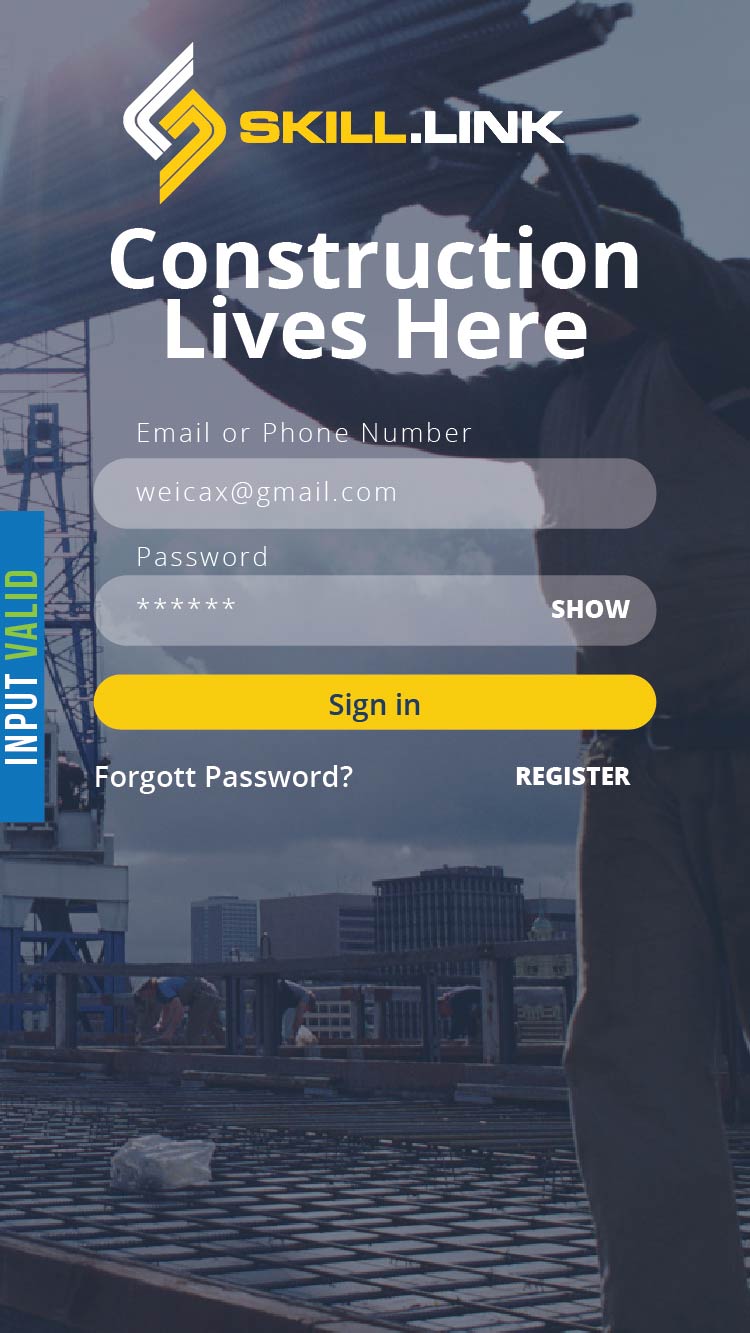 SKILL.LINK
Construction
Lives Here
Email or Phone Number
weicax@gmail.com
Password
******
SHOW
INPUT VALID
Sign in
Forgott Password?
REGISTER